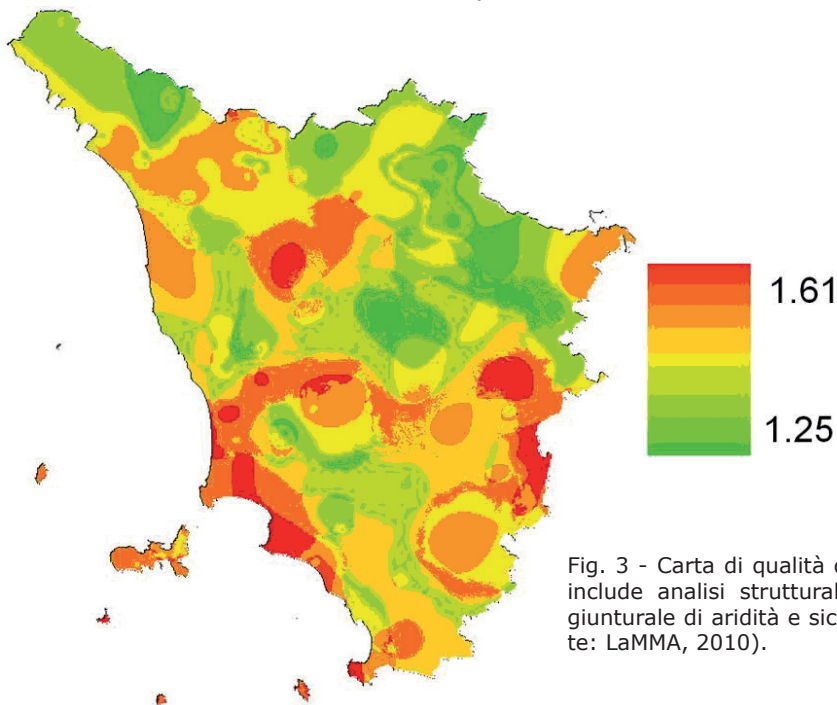 1.61
1.25
Fig. 3 - Carta di qualità
include analisi struttural
giunturale di aridità e sic
te: LaMMA, 2010).